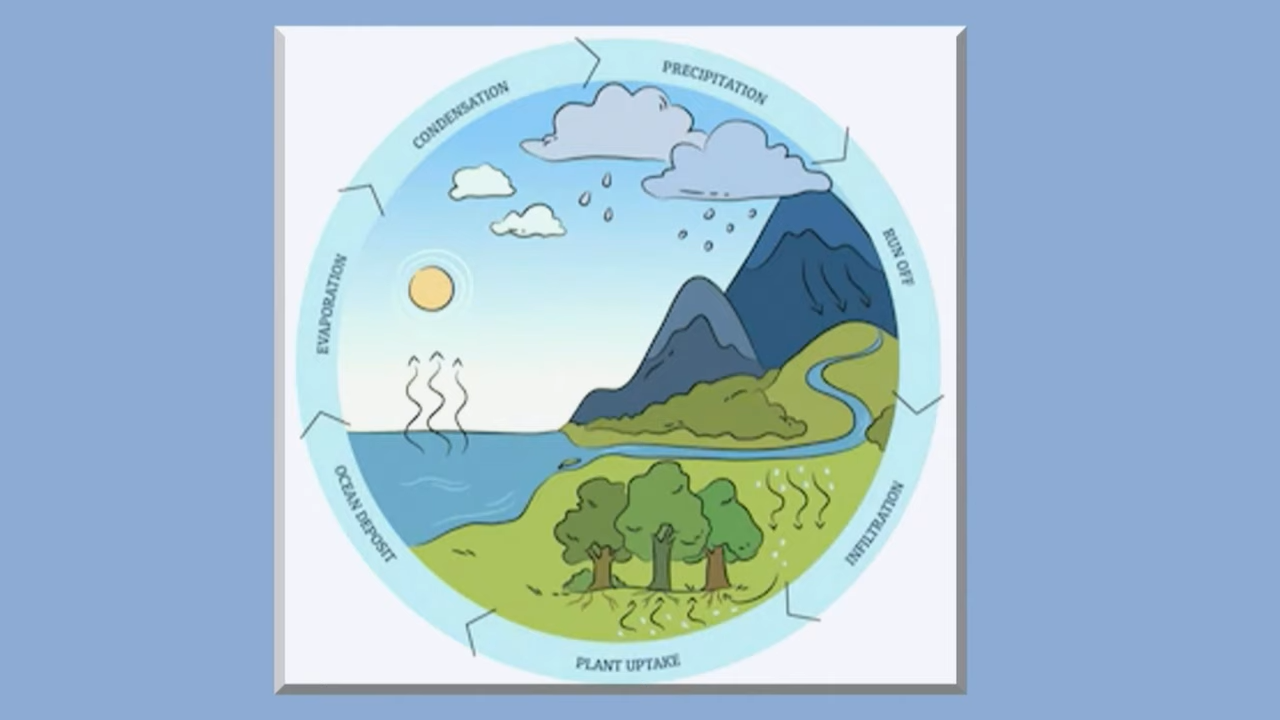 CONDENSATION
PRECIPITATION
RUN OFF
INFILTRATION
PLANT UPTAKE
OCEAN DEPOSIT
EVAPORATION